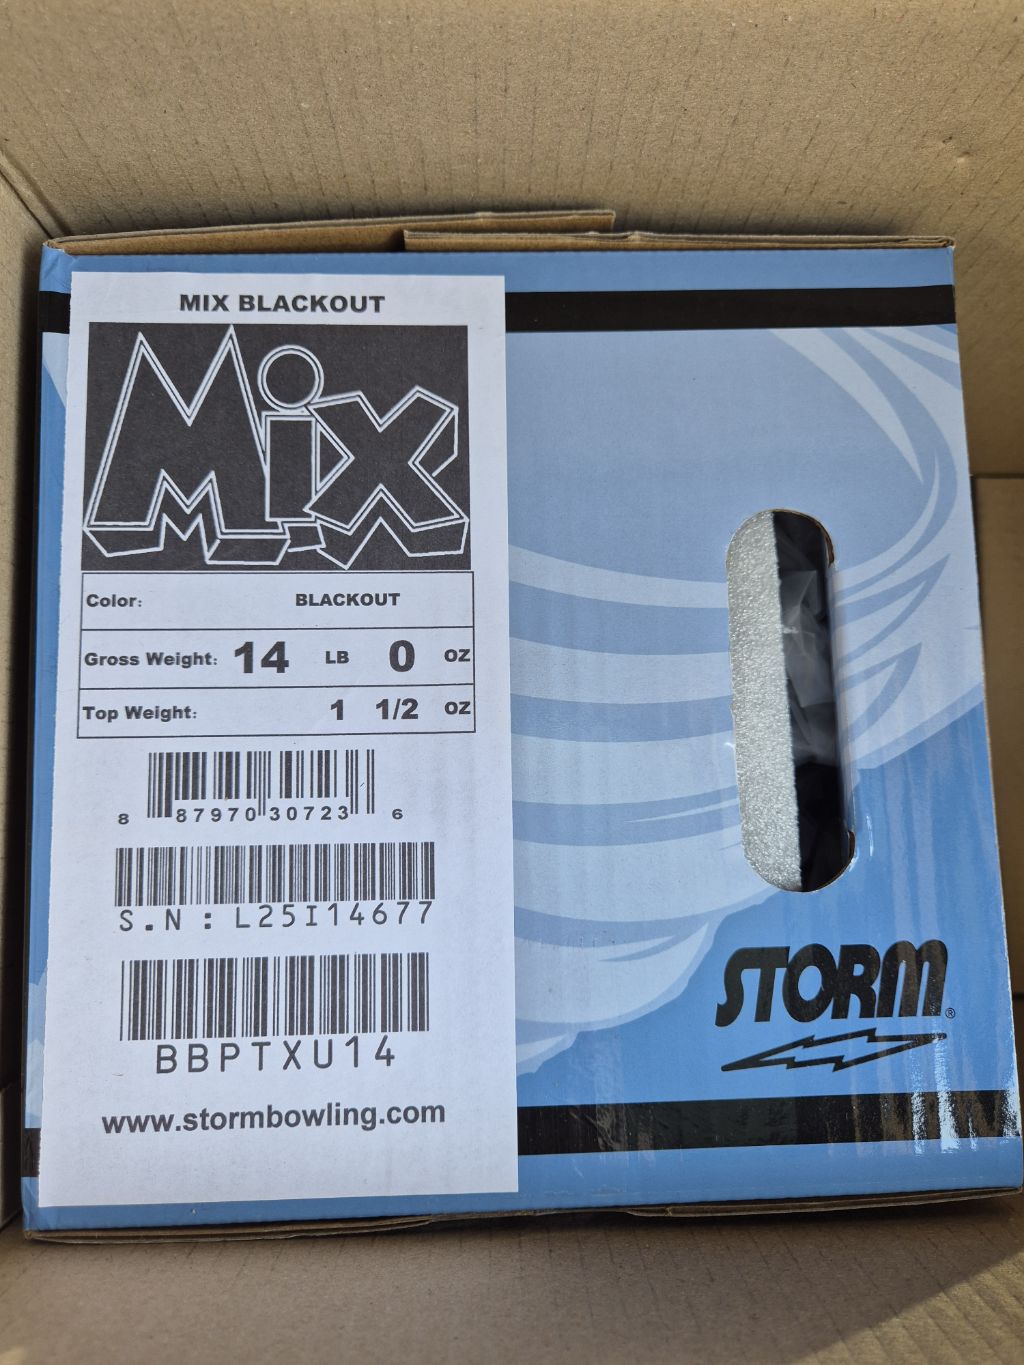 MIX BLACKOUT
Mix
Color: BLACKOUT
Gross Weight: 14 LB 0 OZ
Top Weight: 1 1/2 OZ
8 87970 30723 6
S.N: L25I14677
BBPTXU14
www.stormbowling.com
STORM®